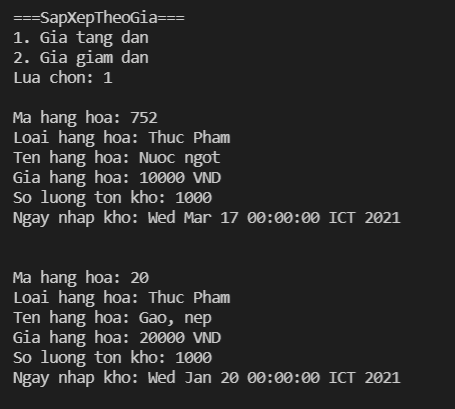 ===SapXepTheoGia===
1. Gia tang dan
2. Gia giam dan
Lua chon: 1
Ma hang hoa: 752
Loai hang hoa: Thuc Pham
Ten hang hoa: Nuoc ngot
Gia hang hoa: 10000 VND
So luong ton kho: 1000
Ngay nhap kho: Wed Mar 17 00:00:00 ICT 2021
Ma hang hoa: 20
Loai hang hoa: Thuc Pham
Ten hang hoa: Gao, nep
Gia hang hoa: 20000 VND
So luong ton kho: 1000
Ngay nhap kho: Wed Jan 20 00:00:00 ICT 2021